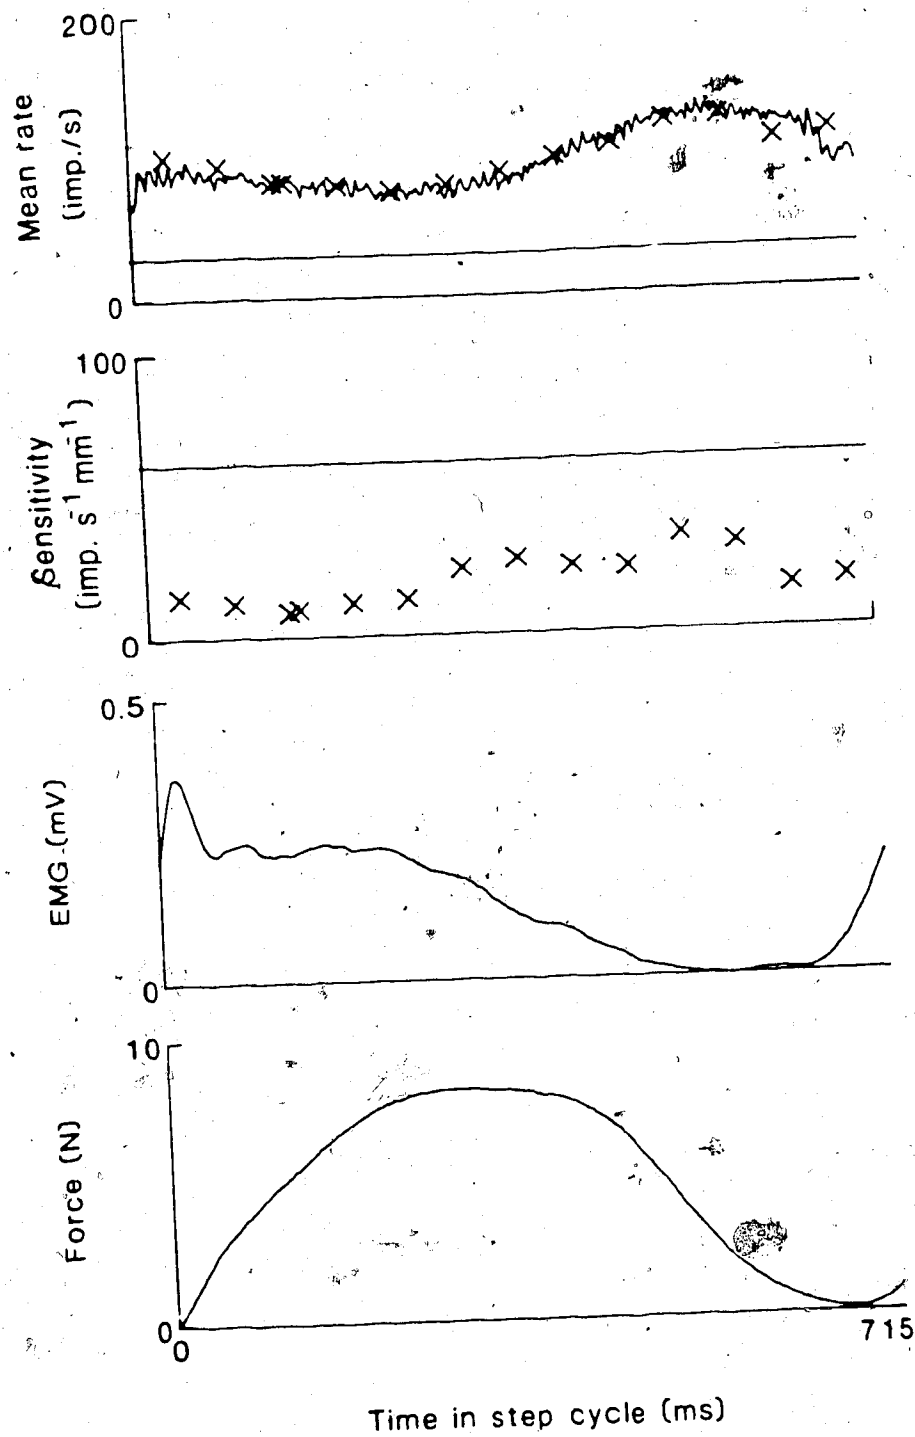 200
Mean rate
(imp./s)
0
100
βensitivity
(imp. s⁻¹ mm⁻¹)
0
0.5
EMG (mV)
0
10
Force (N)
0
0
715
Time in step cycle (ms)